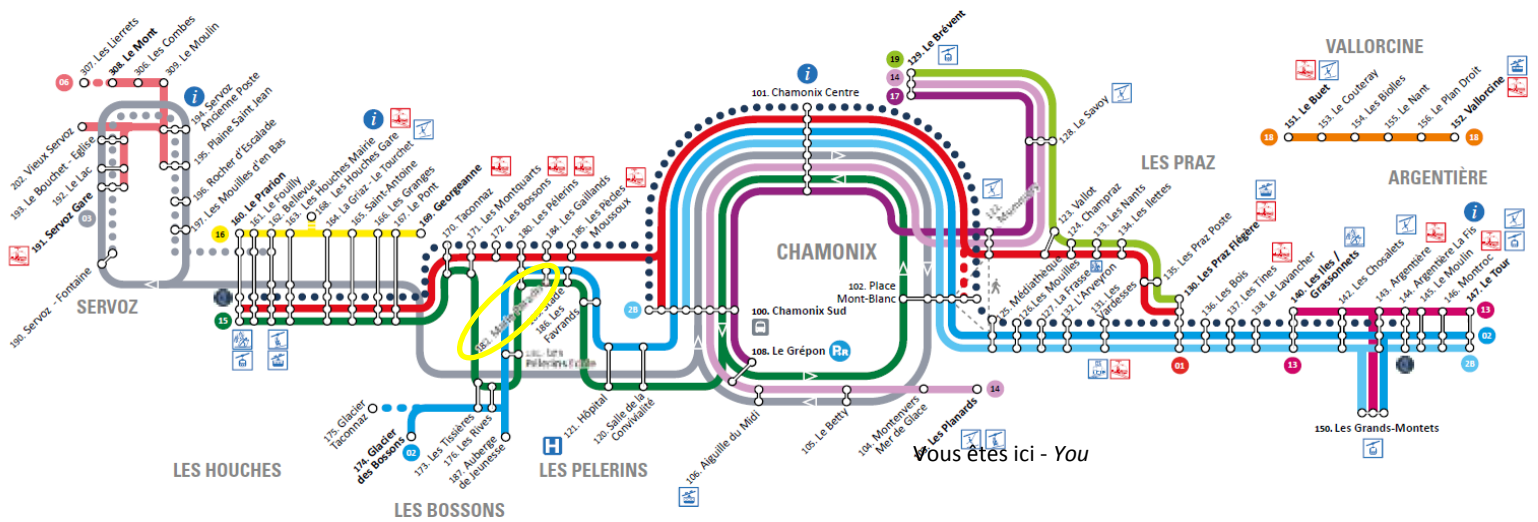 307. Les Lierrets
308. Le Mont
306. Les Combes
309. Le Moulin
06
194. Servoz
Ancienne Poste
195. Plaine Saint Jean
196. Rocher d'Escalade
197. Les Mouilles d'en Bas
202. Vieux Servoz
193. Le Bouchet - Eglise
192. Le Lac
191. Servoz Gare
03
190. Servoz - Fontaine
SERVOZ
160. Le Prarion
161. Le Fouilly
162. Bellevue
163. Les Houches Mairie
168. Les Houches Gare
164. La Griaz - Le Tourchet
165. Saint-Antoine
166. Les Granges
167. Le Pont
169. Georgeanne
16
15
LES HOUCHES
170. Taconnaz
171. Les Montquarts
172. Les Bossons
180. Les Pélerins
184. Les Gaillands
185. Les Pècles
Moussoux
186. Les
Favrands
175. Glacier
Taconnaz
174. Glacier
des Bossons
02
173. Les Tissières
176. Les Rives
187. Auberge
de Jeunesse
LES BOSSONS
H
LES PELERINS
121. Hôpital
120. Salle de la
Convivialité
2B
101. Chamonix Centre
CHAMONIX
102. Place
Mont-Blanc
100. Chamonix Sud
108. Le Grépon
106. Aiguille du Midi
105. Le Betty
104. Montenvers
Mer de Glace
Les Planards
14
Vous êtes ici - You
19
14
17
129. Le Brévent
128. Le Savoy
LES PRAZ
123. Vallot
124. Champraz
133. Les Nants
134. Les Ilettes
135. Les Praz Poste
130. Les Praz Flégère
125. Médiathèque
126. Les Mouilles
127. La Frasse
132. L'Arveyron
131. Les
Vardesses
01
136. Les Bois
137. Les Tines
138. Le Lavancher
140. Les Iles /
Grassonnets
13
142. Les Chosalets
143. Argentière
144. Argentière La Fis
145. Le Moulin
146. Montroc
147. Le Tour
13
02
2B
150. Les Grands-Montets
ARGENTIÈRE
VALLORCINE
18
151. Le Buet
153. Le Couteray
154. Les Biolles
155. Le Nant
156. Le Plan Droit
152. Vallorcine
18